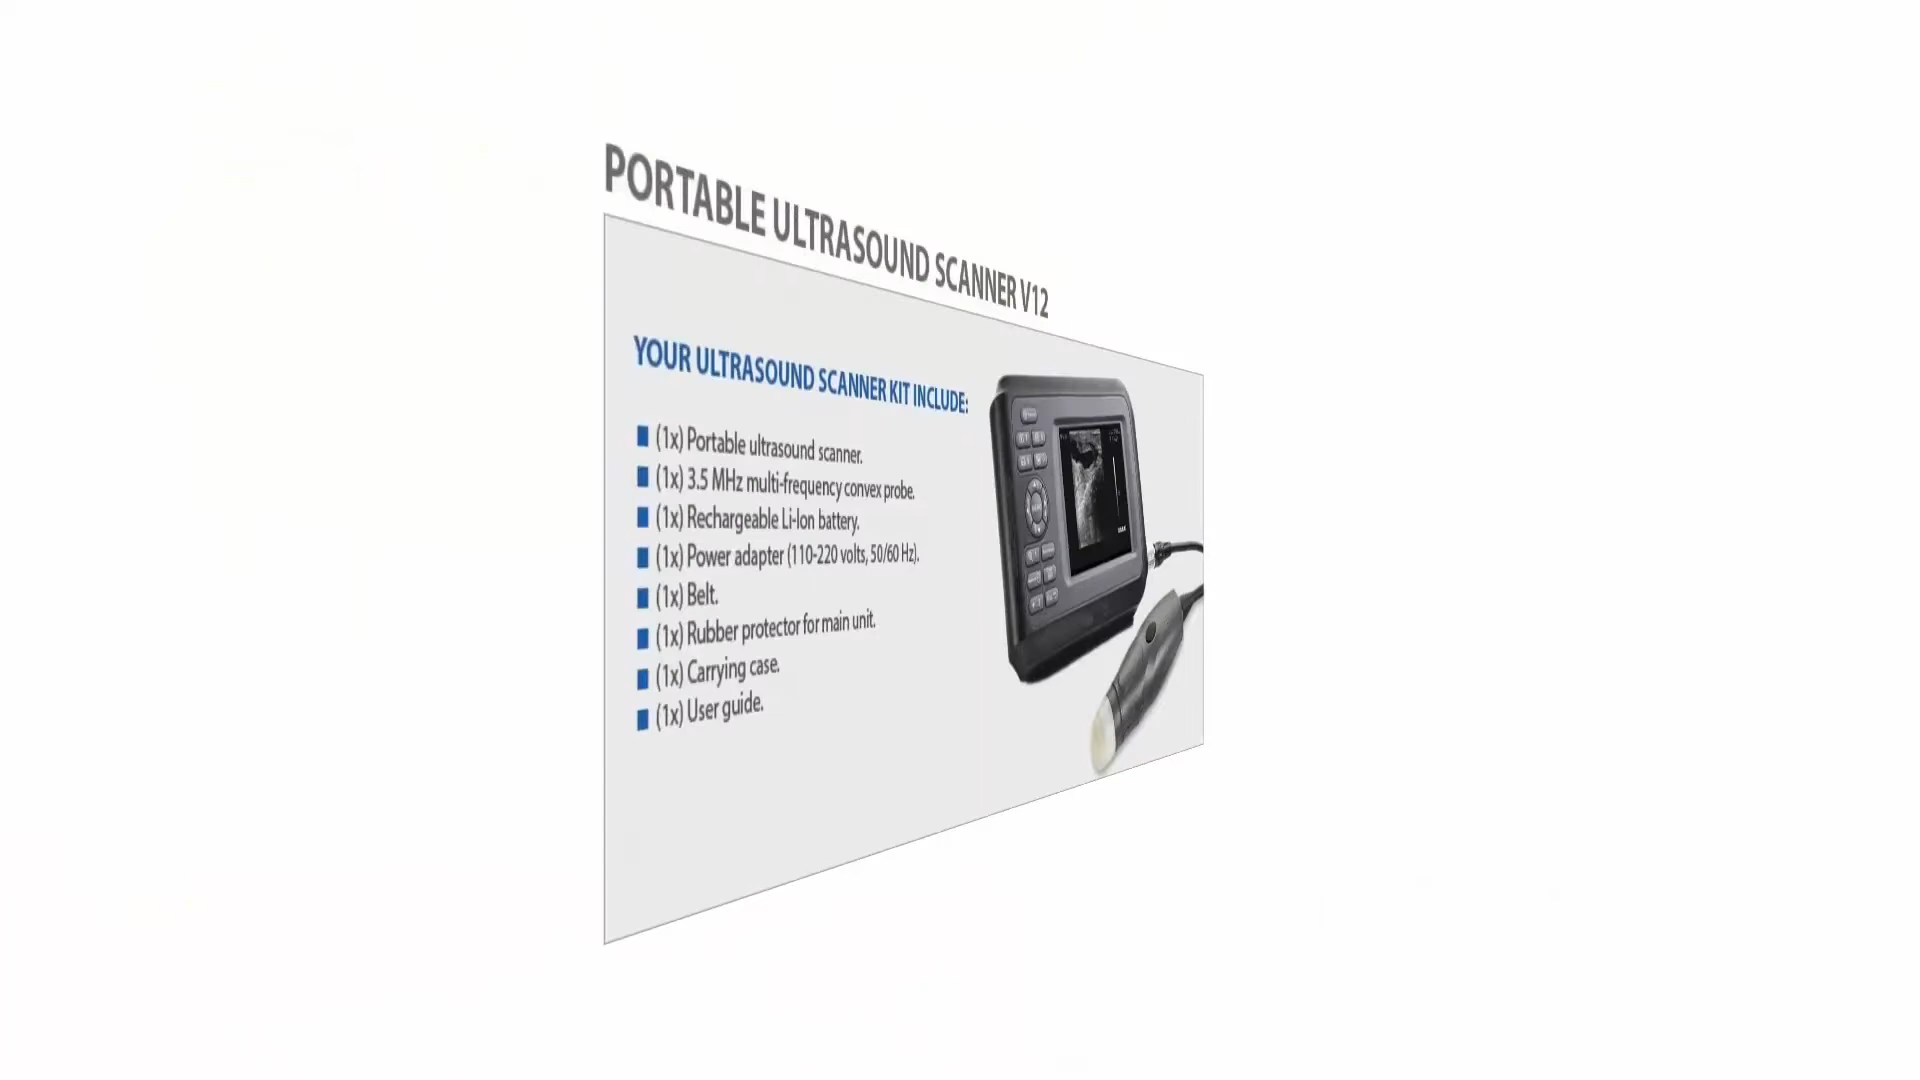 PORTABLE ULTRASOUND SCANNER V12
YOUR ULTRASOUND SCANNER KIT INCLUDE:
(1x) Portable ultrasound scanner.
(1x) 3.5 MHz multi-frequency convex probe.
(1x) Rechargeable Li-Ion battery.
(1x) Power adapter (110-220 volts, 50/60 Hz).
(1x) Belt.
(1x) Rubber protector for main unit.
(1x) Carrying case.
(1x) User guide.